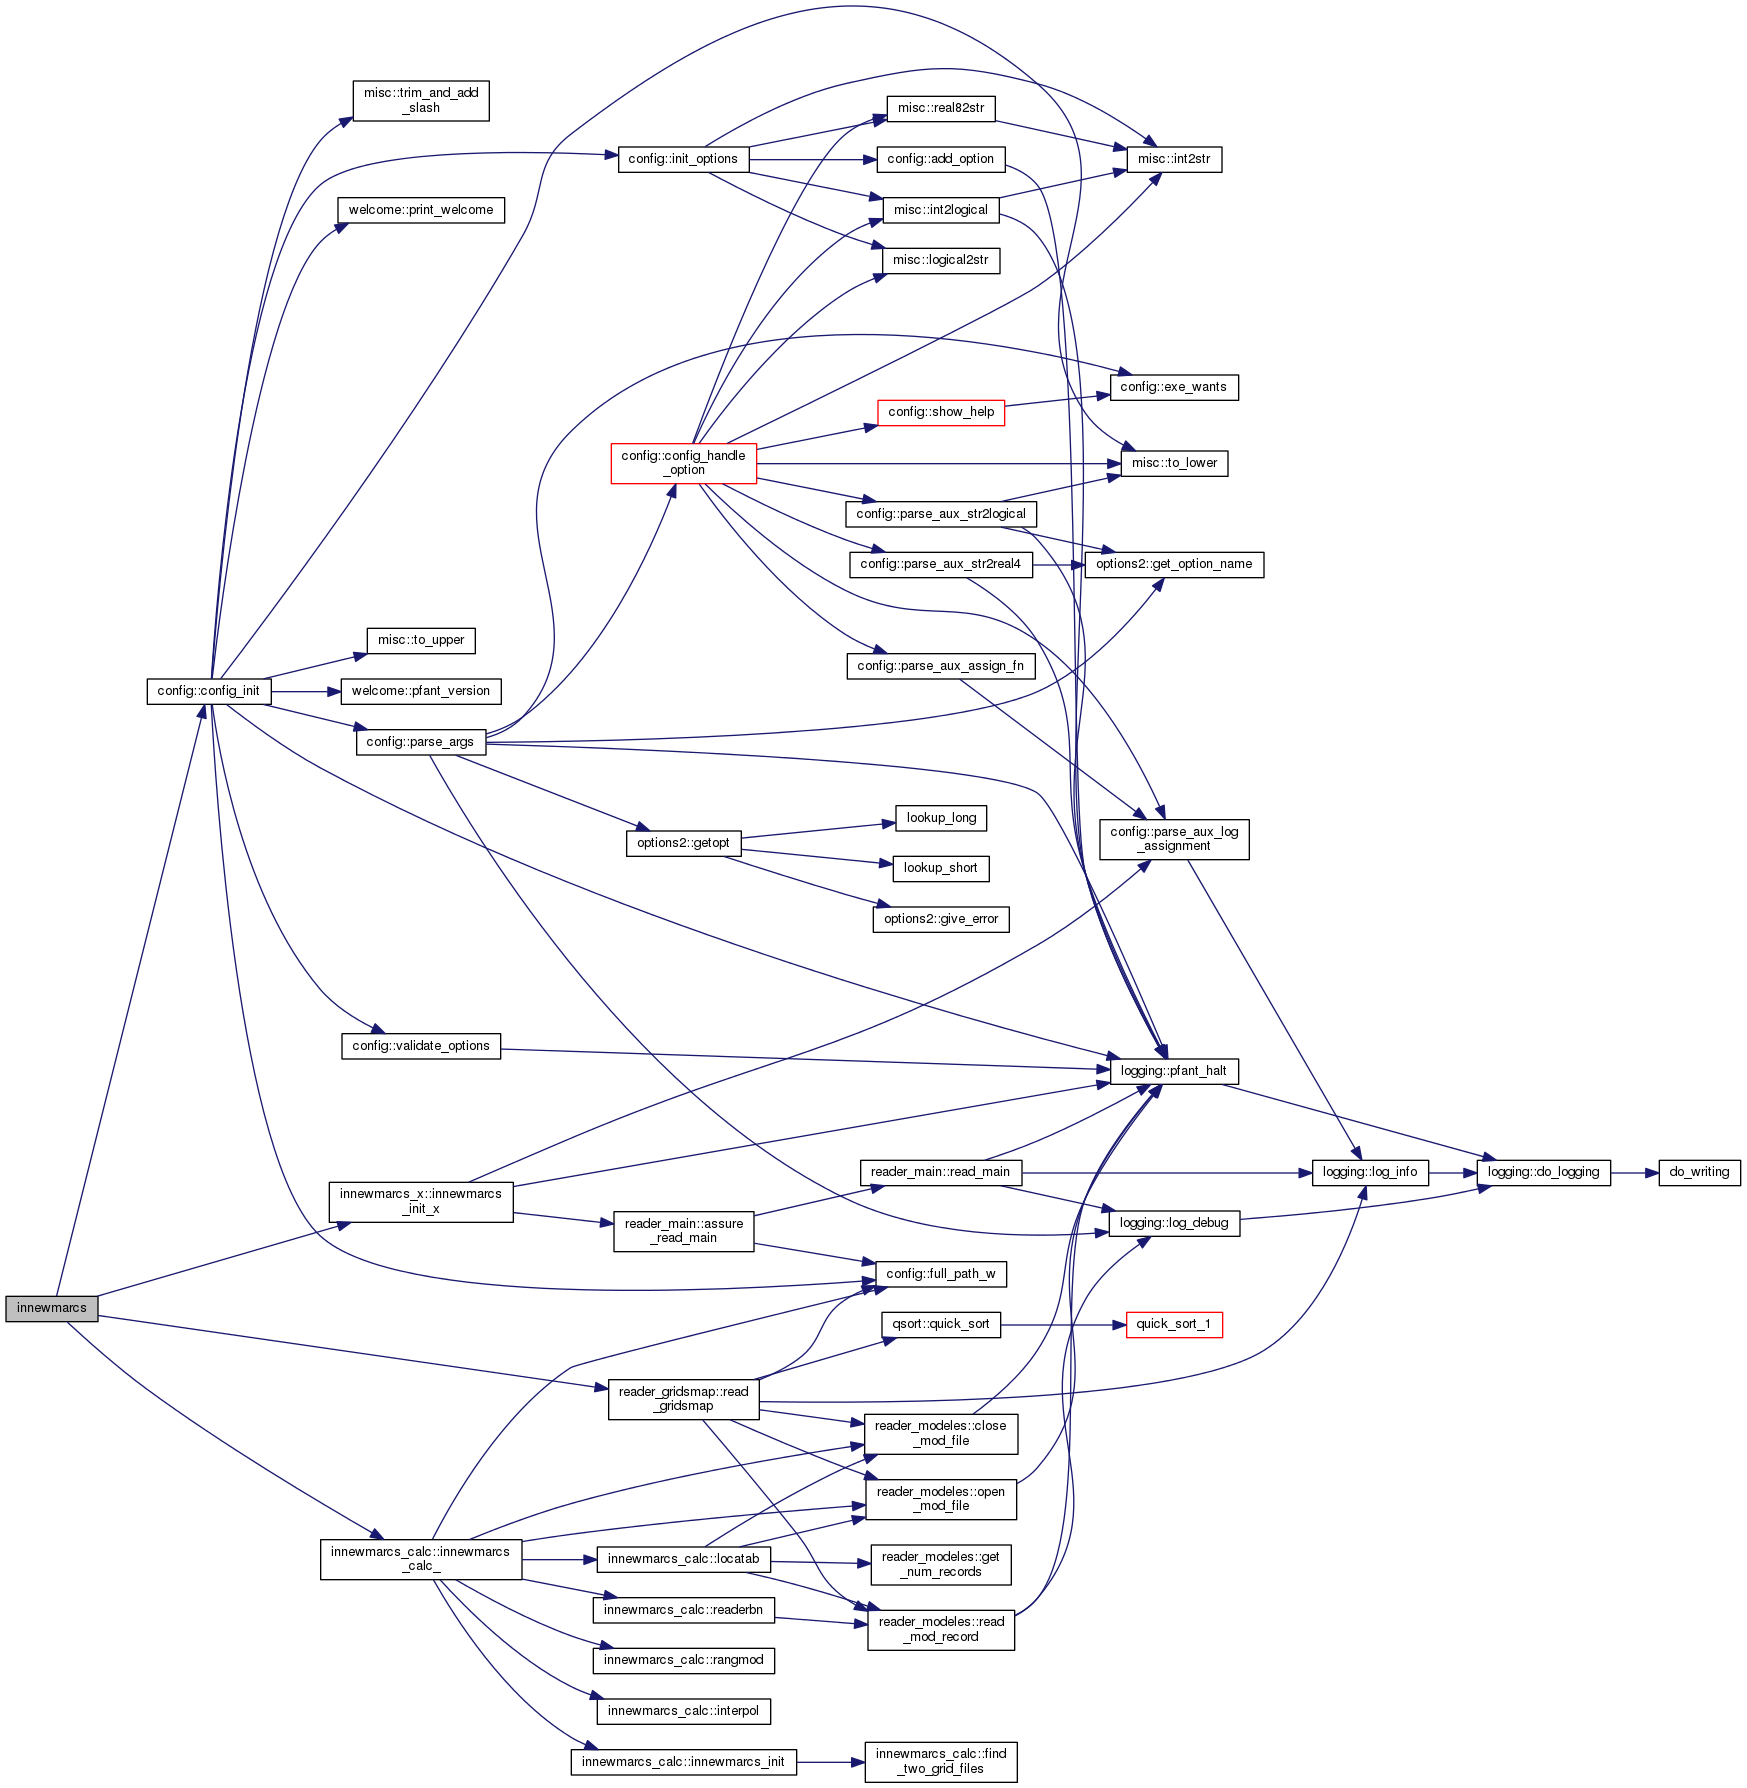 misc::trim_and_add
_slash
misc::real82str
config::init_options
config::add_option
misc::int2str
welcome::print_welcome
misc::int2logical
misc::logical2str
config::exe_wants
config::show_help
config::config_handle
_option
misc::to_lower
config::parse_aux_str2logical
config::parse_aux_str2real4
options2::get_option_name
misc::to_upper
config::parse_aux_assign_fn
config::config_init
welcome::pfant_version
config::parse_args
lookup_long
options2::getopt
config::parse_aux_log
_assignment
lookup_short
options2::give_error
config::validate_options
logging::pfant_halt
reader_main::read_main
logging::log_info
logging::do_logging
do_writing
innewmarcs_x::innewmarcs
_init_x
reader_main::assure
_read_main
logging::log_debug
config::full_path_w
innewmarcs
qsort::quick_sort
quick_sort_1
reader_gridsmap::read
_gridsmap
reader_modeles::close
_mod_file
reader_modeles::open
_mod_file
innewmarcs_calc::innewmarcs
_calc_
innewmarcs_calc::locatab
reader_modeles::get
_num_records
innewmarcs_calc::readerbn
reader_modeles::read
_mod_record
innewmarcs_calc::rangmod
innewmarcs_calc::interpol
innewmarcs_calc::innewmarcs_init
innewmarcs_calc::find
_two_grid_files